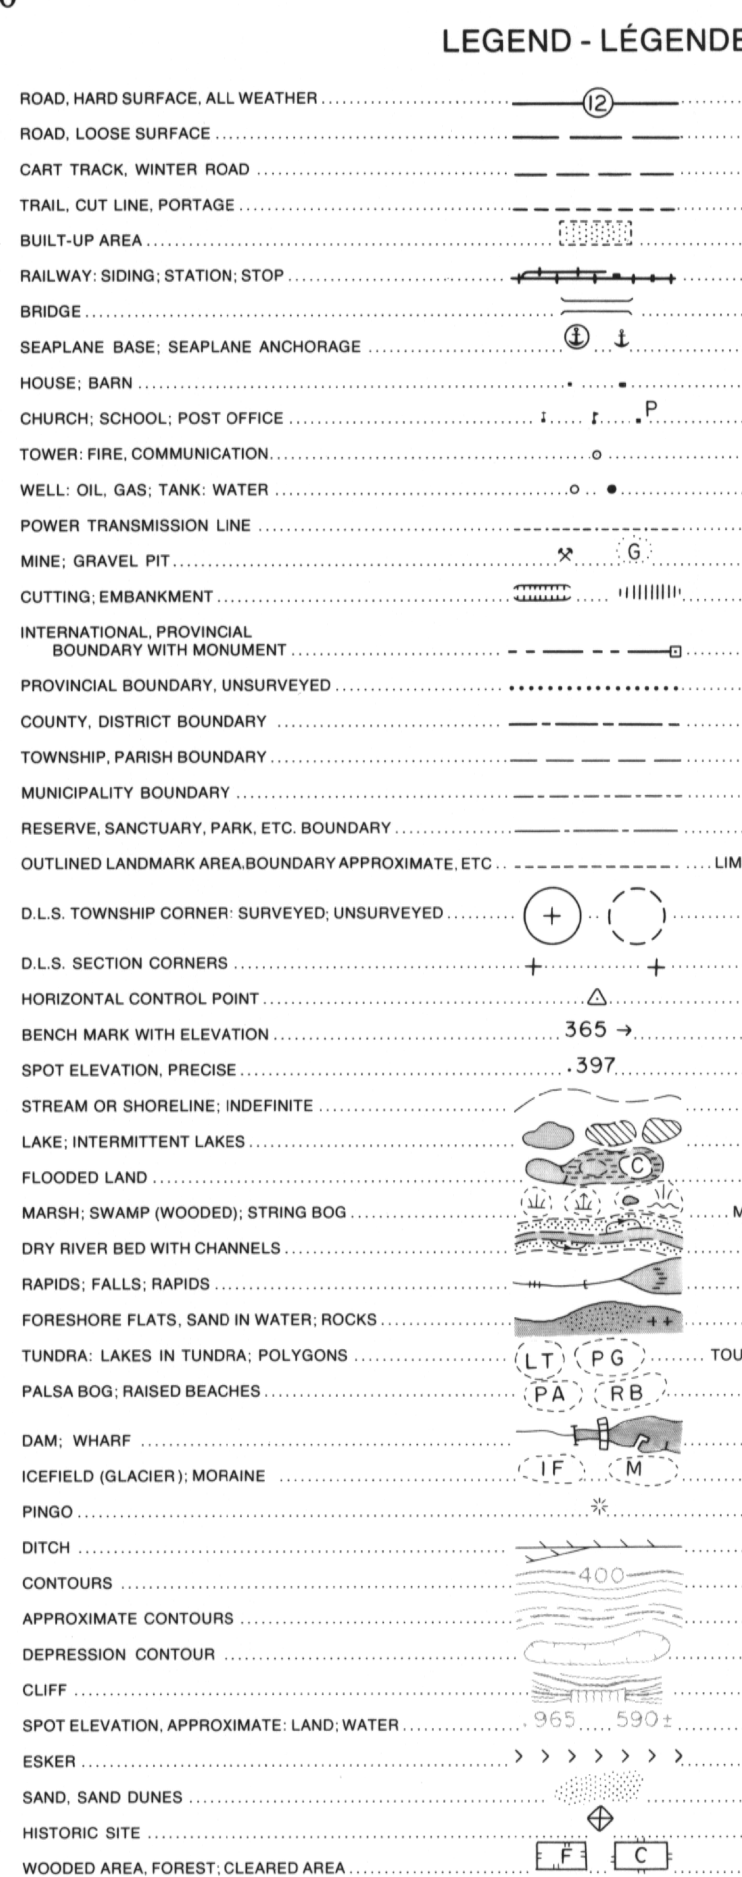 LEGEND - LÉGENDE
ROAD, HARD SURFACE, ALL WEATHER 12
ROAD, LOOSE SURFACE
CART TRACK, WINTER ROAD
TRAIL, CUT LINE, PORTAGE
BUILT-UP AREA
RAILWAY: SIDING; STATION; STOP
BRIDGE
SEAPLANE BASE; SEAPLANE ANCHORAGE
HOUSE; BARN
CHURCH; SCHOOL; POST OFFICE P
TOWER: FIRE, COMMUNICATION
WELL: OIL, GAS; TANK: WATER
POWER TRANSMISSION LINE
MINE; GRAVEL PIT G
CUTTING; EMBANKMENT
INTERNATIONAL, PROVINCIAL
BOUNDARY WITH MONUMENT
PROVINCIAL BOUNDARY, UNSURVEYED
COUNTY, DISTRICT BOUNDARY
TOWNSHIP, PARISH BOUNDARY
MUNICIPALITY BOUNDARY
RESERVE, SANCTUARY, PARK, ETC. BOUNDARY
OUTLINED LANDMARK AREA, BOUNDARY APPROXIMATE, ETC LIM
D.L.S. TOWNSHIP CORNER: SURVEYED; UNSURVEYED
D.L.S. SECTION CORNERS
HORIZONTAL CONTROL POINT
BENCH MARK WITH ELEVATION 365 →
SPOT ELEVATION, PRECISE .397
STREAM OR SHORELINE; INDEFINITE
LAKE; INTERMITTENT LAKES
FLOODED LAND C
MARSH; SWAMP (WOODED); STRING BOG M
DRY RIVER BED WITH CHANNELS
RAPIDS; FALLS; RAPIDS
FORESHORE FLATS, SAND IN WATER; ROCKS
TUNDRA: LAKES IN TUNDRA; POLYGONS LT PG TOU
PALSA BOG; RAISED BEACHES PA RB
DAM; WHARF
ICEFIELD (GLACIER); MORAINE IF M
PINGO
DITCH
CONTOURS 400
APPROXIMATE CONTOURS
DEPRESSION CONTOUR
CLIFF
SPOT ELEVATION, APPROXIMATE: LAND; WATER .965 590±
ESKER
SAND, SAND DUNES
HISTORIC SITE
WOODED AREA, FOREST; CLEARED AREA F C